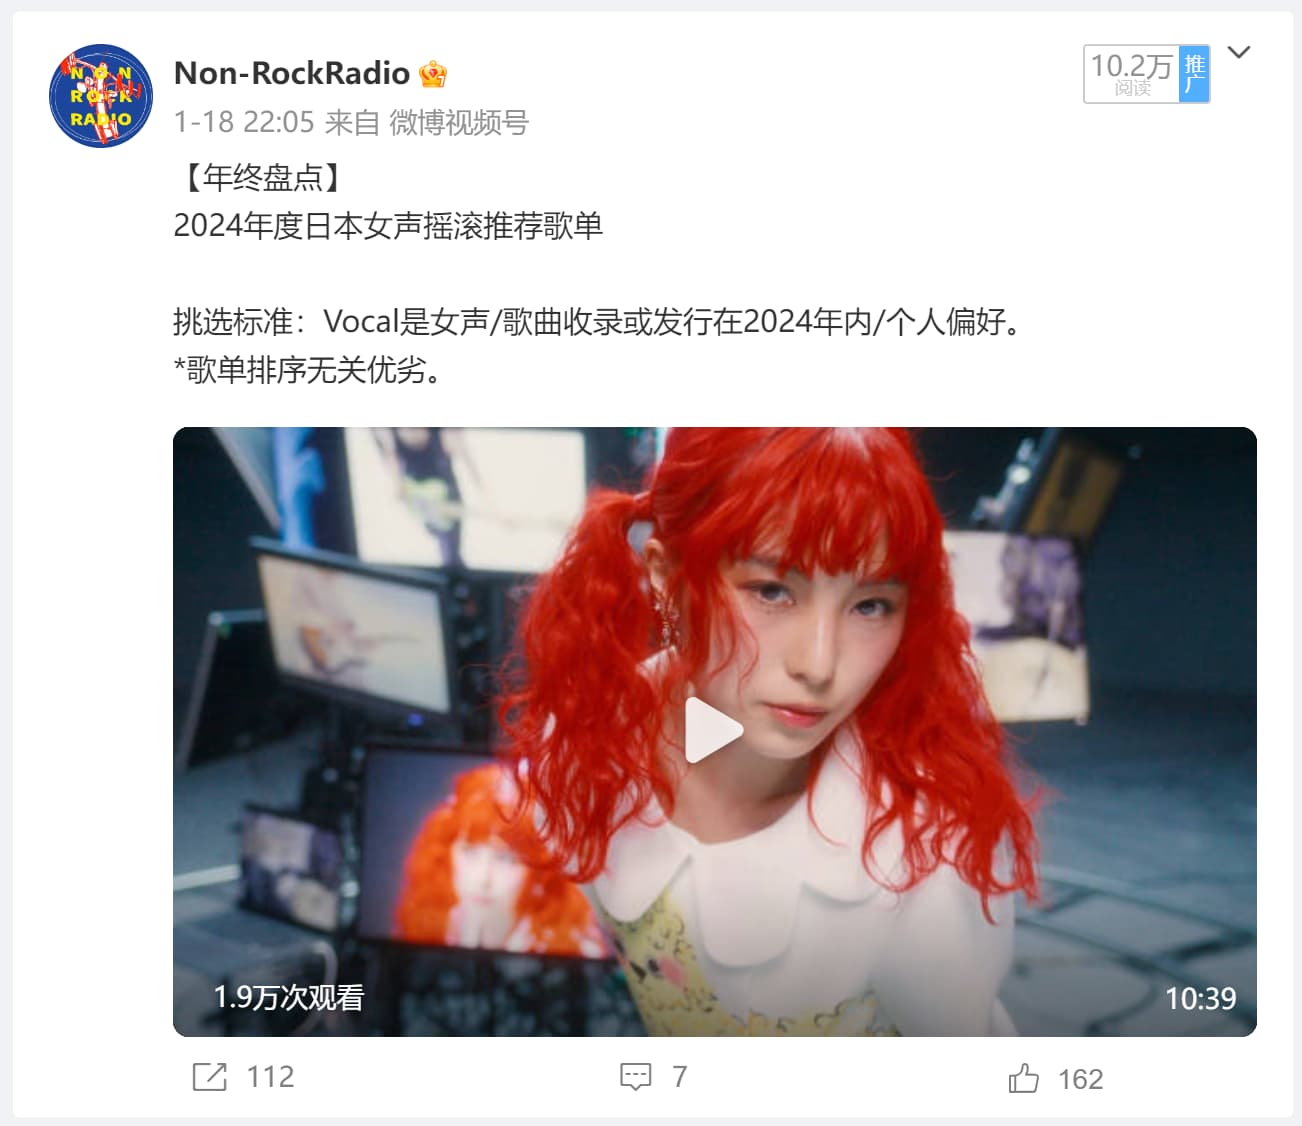 NON
ROCK
RADIO
Non-RockRadio
1-18 22:05 来自 微博视频号
10.2万
阅读
推广
【年终盘点】
2024年度日本女声摇滚推荐歌单
挑选标准：Vocal是女声/歌曲收录或发行在2024年内/个人偏好。
*歌单排序无关优劣。
1.9万次观看
10:39
112
7
162